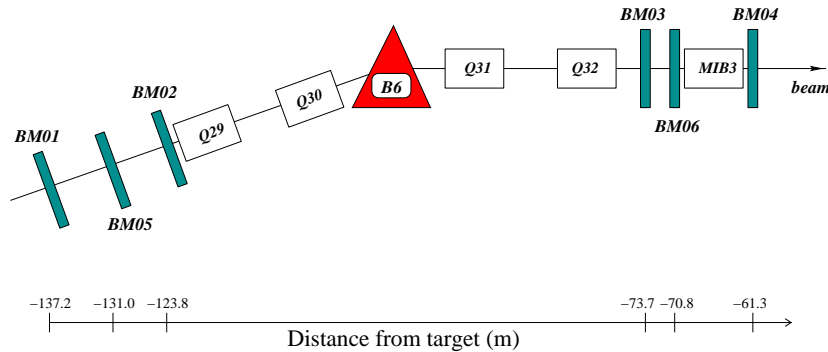 BM03
BM04
BM02
Q31
Q32
MIB3
B6
Q30
beam
BM01
Q29
BM06
BM05
−137.2 −131.0 −123.8 −73.7 −70.8 −61.3
Distance from target (m)